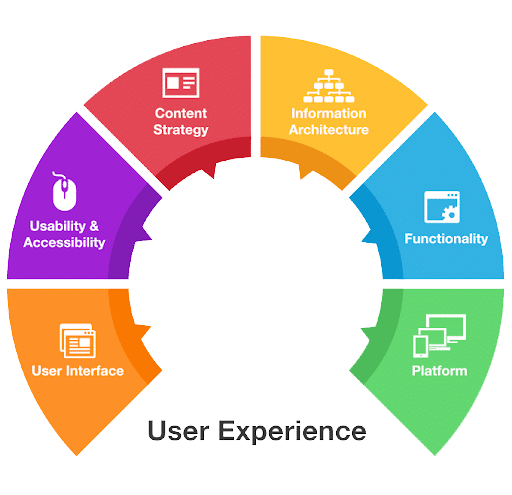 Content
Strategy
Information
Architecture
Usability &
Accessibility
Functionality
User Interface
Platform
User Experience